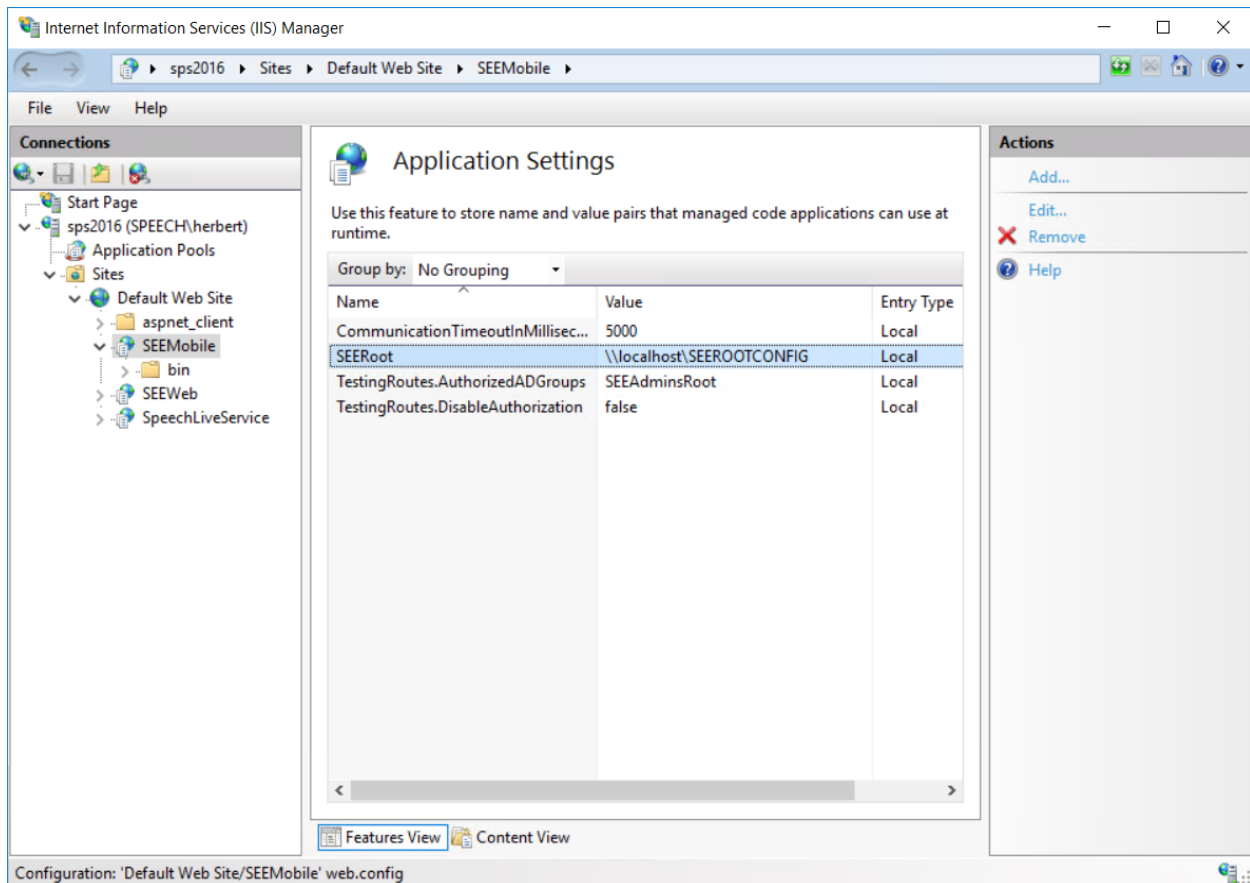 Internet Information Services (IIS) Manager
sps2016 Sites Default Web Site SEEMobile
File View Help
Connections
Start Page
sps2016 (SPEECH\herbert)
Application Pools
Sites
Default Web Site
aspnet_client
SEEMobile
bin
SEEWeb
SpeechLiveService
Application Settings
Use this feature to store name and value pairs that managed code applications can use at
runtime.
Group by: No Grouping
Name Value Entry Type
CommunicationTimeoutInMillisec... 5000 Local
SEERoot \\localhost\SEEROOTCONFIG Local
TestingRoutes.AuthorizedADGroups SEEAdminsRoot Local
TestingRoutes.DisableAuthorization false Local
Features View Content View
Actions
Add...
Edit...
Remove
Help
Configuration: 'Default Web Site/SEEMobile' web.config